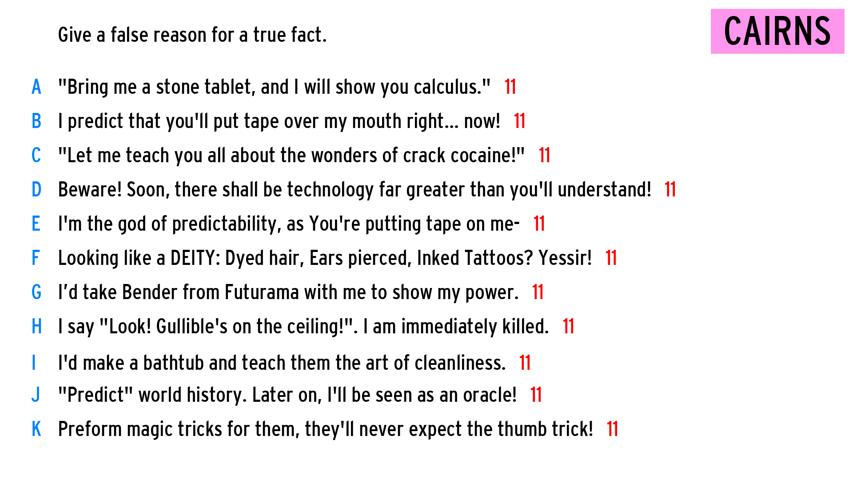 Give a false reason for a true fact.
CAIRNS
A "Bring me a stone tablet, and I will show you calculus." 11
B I predict that you'll put tape over my mouth right... now! 11
C "Let me teach you all about the wonders of crack cocaine!" 11
D Beware! Soon, there shall be technology far greater than you'll understand! 11
E I'm the god of predictability, as You're putting tape on me- 11
F Looking like a DEITY: Dyed hair, Ears pierced, Inked Tattoos? Yessir! 11
G I'd take Bender from Futurama with me to show my power. 11
H I say "Look! Gullible's on the ceiling!". I am immediately killed. 11
I I'd make a bathtub and teach them the art of cleanliness. 11
J "Predict" world history. Later on, I'll be seen as an oracle! 11
K Preform magic tricks for them, they'll never expect the thumb trick! 11